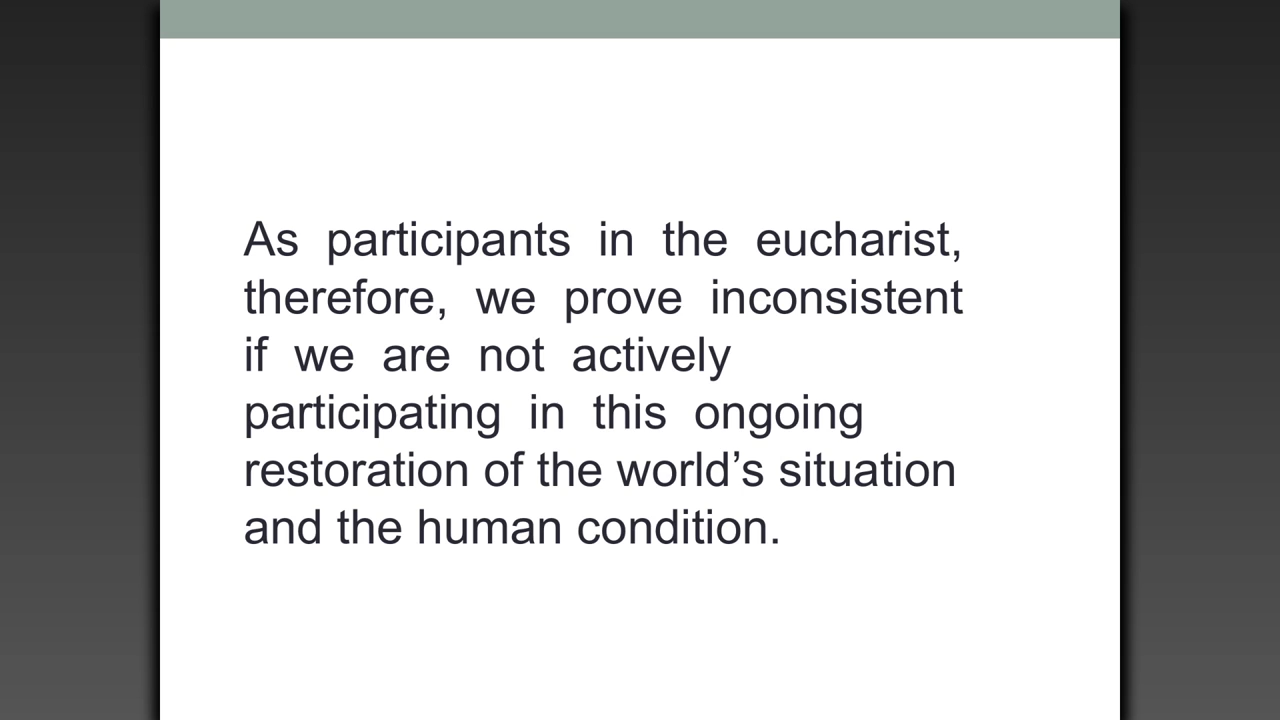 As participants in the eucharist,
therefore, we prove inconsistent
if we are not actively
participating in this ongoing
restoration of the world’s situation
and the human condition.